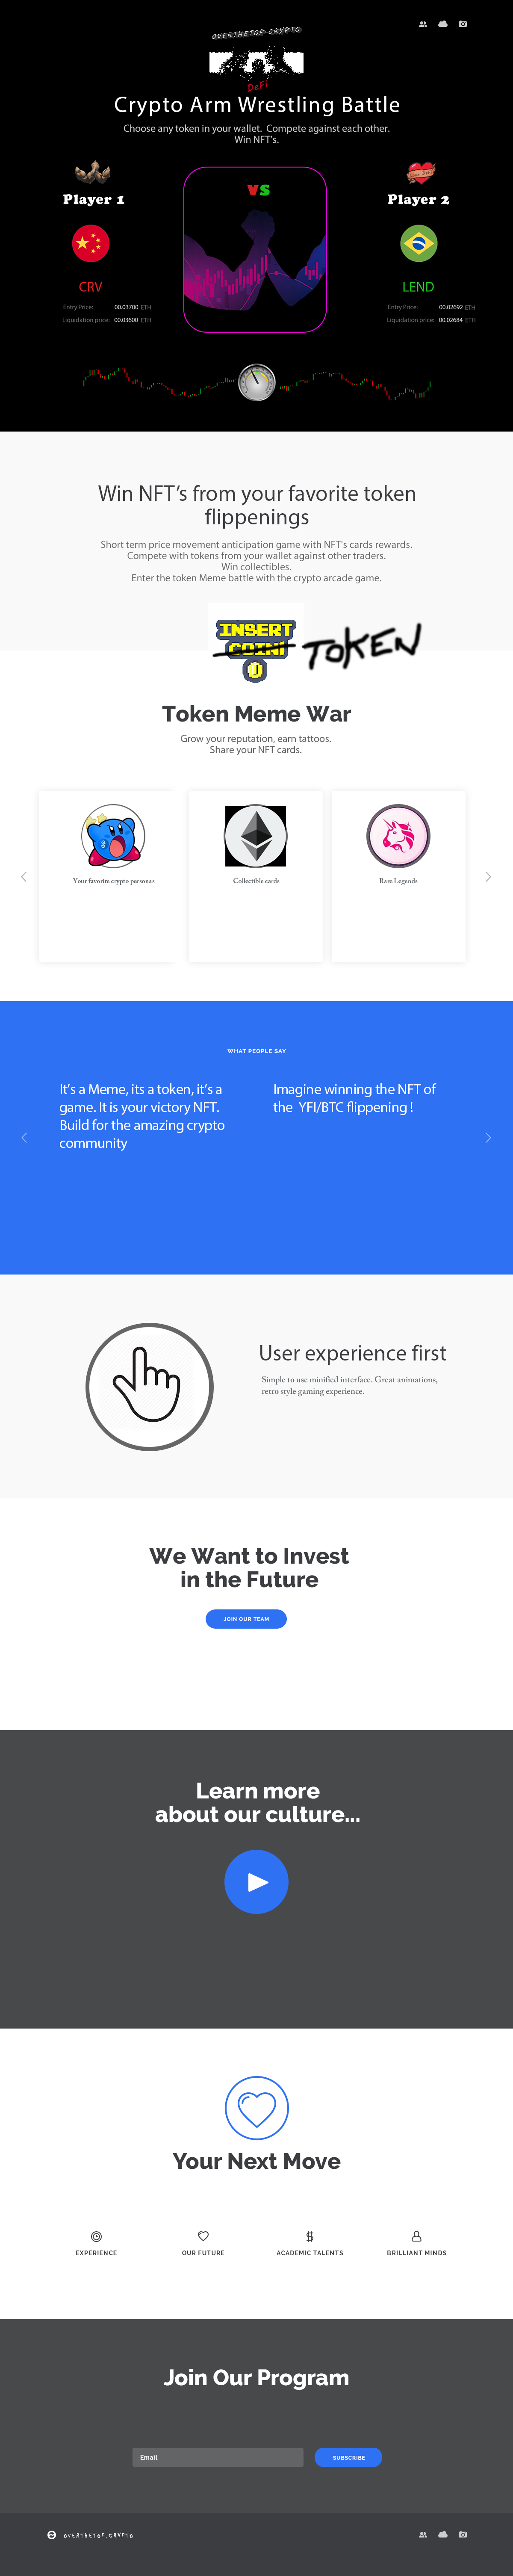 OVERTHETOP-CRYPTO
DeFi
Crypto Arm Wrestling Battle
Choose any token in your wallet. Compete against each other.
Win NFT's.
Player 1
VS
Player 2
CRV
LEND
Entry Price: 00.03700 ETH
Liquidation price: 00.03600 ETH
Entry Price: 00.02692 ETH
Liquidation price: 00.02684 ETH
Win NFT’s from your favorite token
flippenings
Short term price movement anticipation game with NFT's cards rewards.
Compete with tokens from your wallet against other traders.
Win collectibles.
Enter the token Meme battle with the crypto arcade game.
INSERT
COIN!
TOKEN
Token Meme War
Grow your reputation, earn tattoos.
Share your NFT cards.
Your favorite crypto personas
Collectible cards
Rare Legends
WHAT PEOPLE SAY
It’s a Meme, its a token, it’s a
game. It is your victory NFT.
Build for the amazing crypto
community
Imagine winning the NFT of
the YFI/BTC flippening !
User experience first
Simple to use minified interface. Great animations,
retro style gaming experience.
We Want to Invest
in the Future
JOIN OUR TEAM
Learn more
about our culture...
Your Next Move
EXPERIENCE
OUR FUTURE
ACADEMIC TALENTS
BRILLIANT MINDS
Join Our Program
Email
SUBSCRIBE
OVERTHETOP.CRYPTO